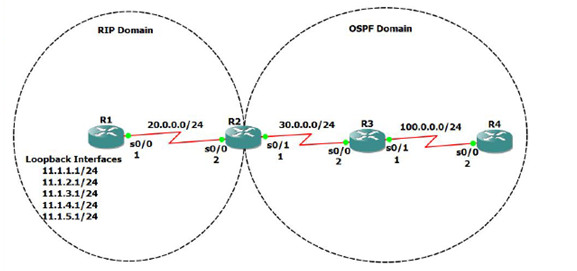 RIP Domain
OSPF Domain
R1
20.0.0.0/24
R2
30.0.0.0/24
R3
100.0.0.0/24
R4
s0/0
1
s0/0
2
s0/1
1
s0/0
2
s0/1
1
s0/0
2
Loopback Interfaces
11.1.1.1/24
11.1.2.1/24
11.1.3.1/24
11.1.4.1/24
11.1.5.1/24